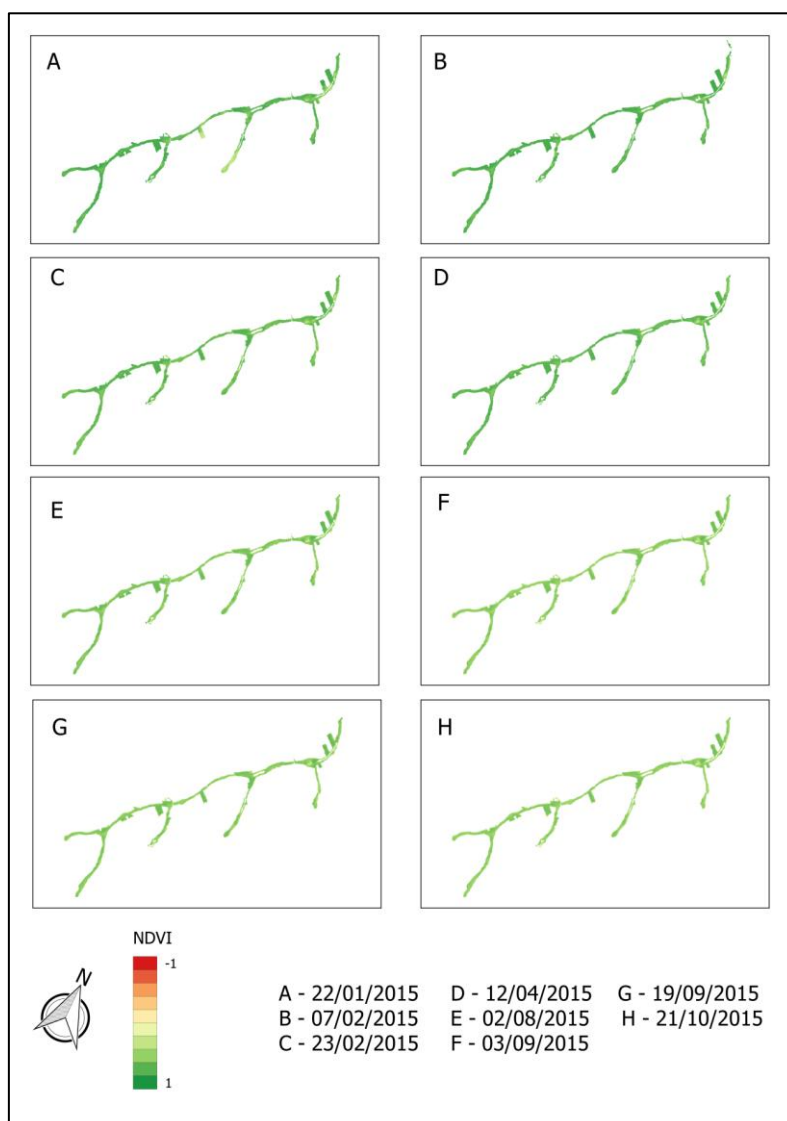 A
B
C
D
E
F
G
H
NDVI
-1
1
N
A - 22/01/2015 D - 12/04/2015 G - 19/09/2015
B - 07/02/2015 E - 02/08/2015 H - 21/10/2015
C - 23/02/2015 F - 03/09/2015